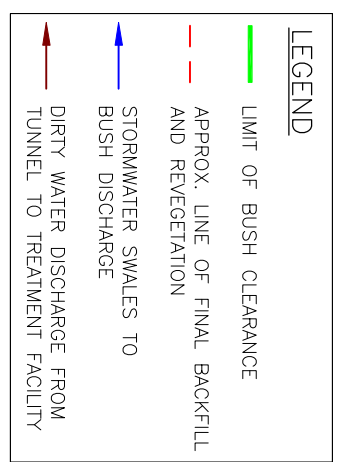 LEGEND
LIMIT OF BUSH CLEARANCE
APPROX. LINE OF FINAL BACKFILL
AND REVEGETATION
STORMWATER SWALES TO
BUSH DISCHARGE
DIRTY WATER DISCHARGE FROM
TUNNEL TO TREATMENT FACILITY